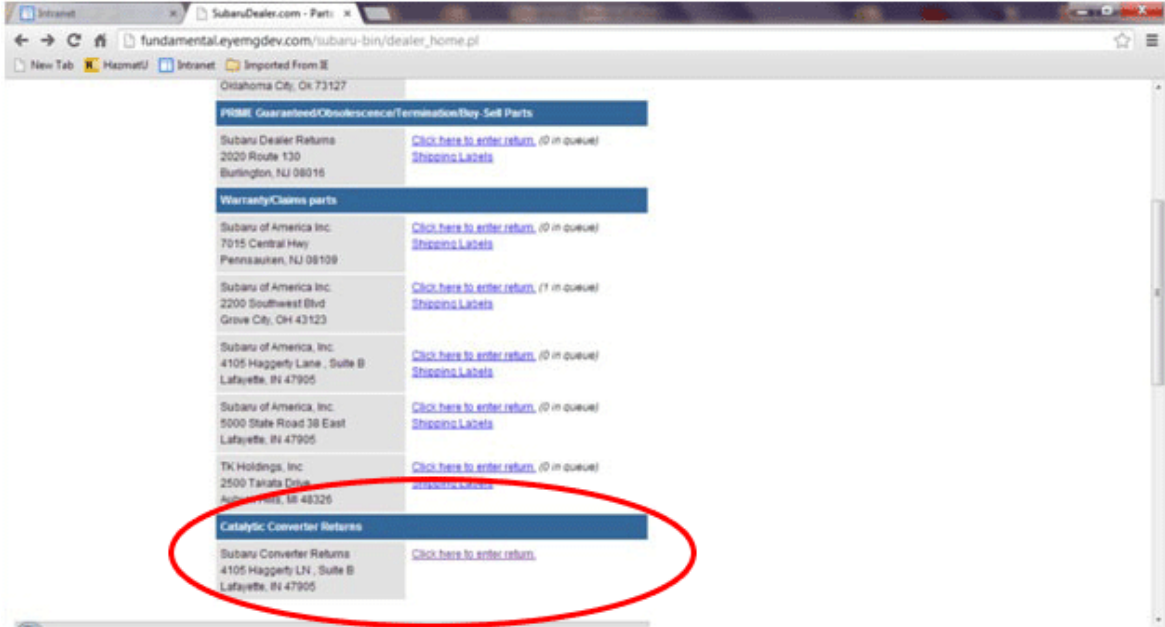 Intranet
SubaruDealer.com - Parts
fundamental.eyemgdev.com/subaru-bin/dealer_home.pl
New Tab
HazmatU
Intranet
Imported From IE
Oklahoma City, Ok 73127
PRIME Guaranteed/Obsolescence/Termination/Buy-Sell Parts
Subaru Dealer Returns Click here to enter return. (0 in queue)
2020 Route 130 Shipping Labels
Burlington, NJ 08016
Warranty/Claims parts
Subaru of America Inc. Click here to enter return. (0 in queue)
7015 Central Hwy Shipping Labels
Pennsauken, NJ 08109
Subaru of America Inc. Click here to enter return. (1 in queue)
2200 Southwest Blvd Shipping Labels
Grove City, OH 43123
Subaru of America, Inc. Click here to enter return. (0 in queue)
4105 Haggerty Lane , Suite B Shipping Labels
Lafayette, IN 47905
Subaru of America, Inc. Click here to enter return. (0 in queue)
5000 State Road 38 East Shipping Labels
Lafayette, IN 47905
TK Holdings, Inc Click here to enter return. (0 in queue)
2500 Takata Drive Shipping Labels
Auburn Hills, MI 48326
Catalytic Converter Returns
Subaru Converter Returns Click here to enter return.
4105 Haggerty LN , Suite B
Lafayette, IN 47905